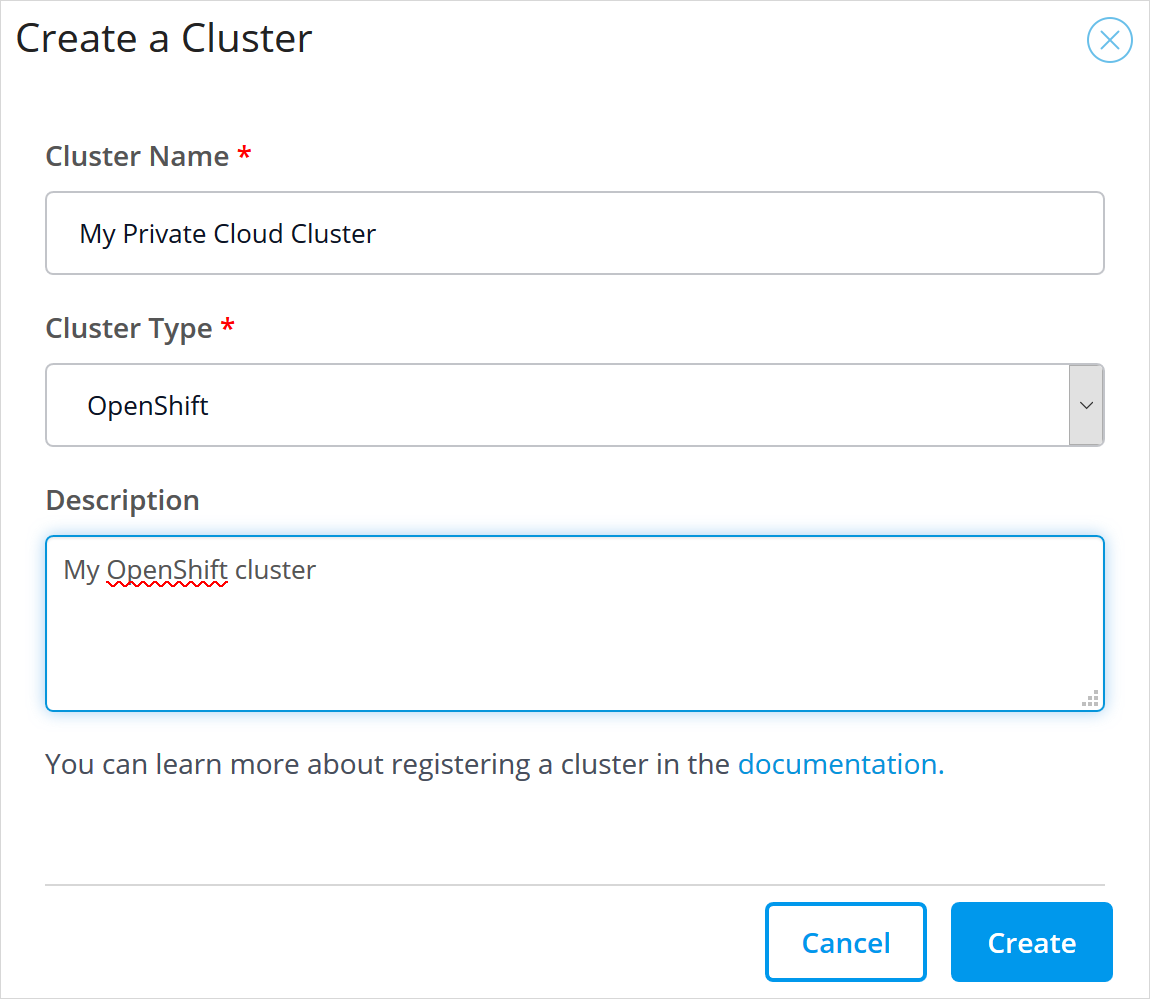 Create a Cluster
Cluster Name *
My Private Cloud Cluster
Cluster Type *
OpenShift
Description
My OpenShift cluster
You can learn more about registering a cluster in the documentation.
Cancel
Create